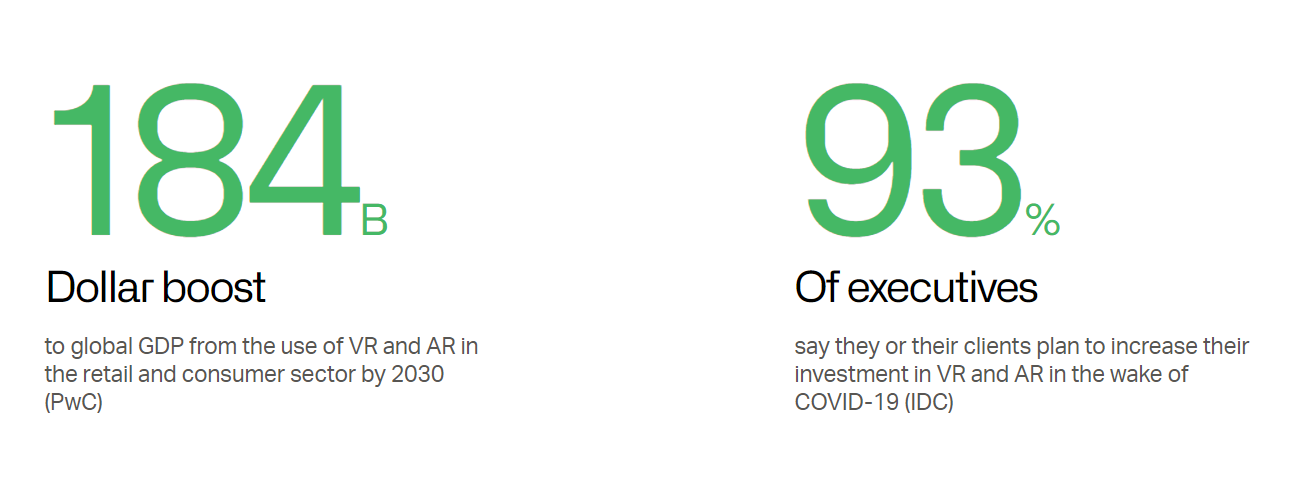 184B
Dollar boost
to global GDP from the use of VR and AR in
the retail and consumer sector by 2030
(PwC)
93%
Of executives
say they or their clients plan to increase their
investment in VR and AR in the wake of
COVID-19 (IDC)